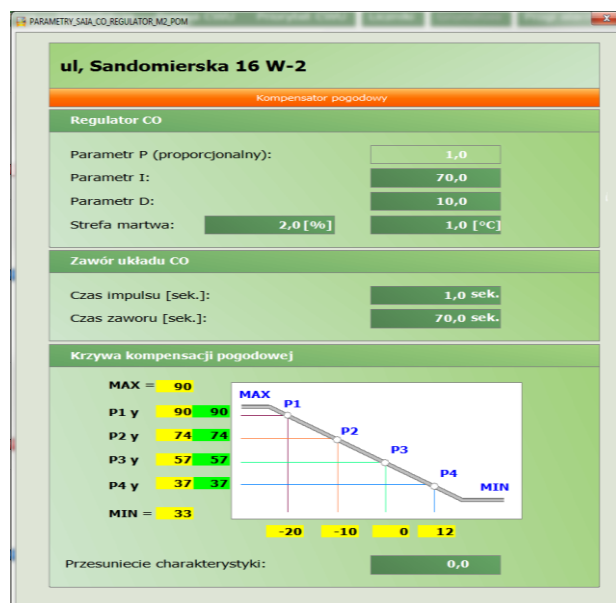 PARAMETRY_SAIA_CO_REGULATOR_M2_POM
ul, Sandomierska 16 W-2
Kompensator pogodowy
Regulator CO
Parametr P (proporcjonalny): 1,0
Parametr I: 70,0
Parametr D: 10,0
Strefa martwa: 2,0 [%] 1,0 [°C]
Zawór układu CO
Czas impulsu [sek.]: 1,0 sek.
Czas zaworu [sek.]: 70,0 sek.
Krzywa kompensacji pogodowej
MAX = 90
P1 y 90 90
P2 y 74 74
P3 y 57 57
P4 y 37 37
MIN = 33
MAX
P1
P2
P3
P4
MIN
-20 -10 0 12
Przesuniecie charakterystyki: 0,0